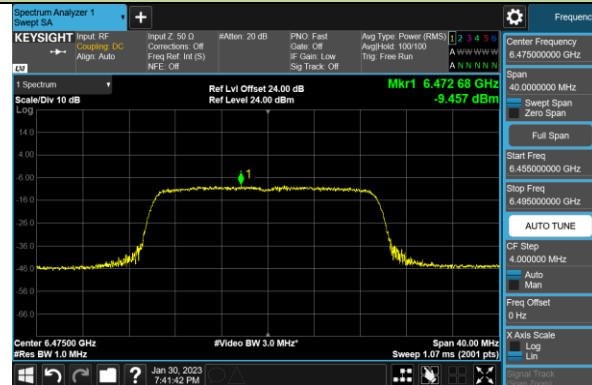 Spectrum Analyzer 1
Swept SA
+
Frequenc
KEYSIGHT
Input: RF
Coupling: DC
Align: Auto
Input Z: 50 Ω
Corrections: Off
Freq Ref: Int (S)
NFE: Off
#Atten: 20 dB
PNO: Fast
Gate: Off
IF Gain: Low
Sig Track: Off
Avg Type: Power (RMS)
Avg|Hold: 100/100
Trig: Free Run
1 2 3 4 5 6
A W W W W W
A N N N N N
LXI
1 Spectrum
Scale/Div 10 dB
Log
Ref Lvl Offset 24.00 dB
Ref Level 24.00 dBm
Mkr1 6.472 68 GHz
-9.457 dBm
14.0
4.00
-6.00
-16.0
-26.0
-36.0
-46.0
-56.0
-66.0
1
Center 6.47500 GHz
#Res BW 1.0 MHz
#Video BW 3.0 MHz*
Span 40.00 MHz
Sweep 1.07 ms (2001 pts)
Center Frequency
6.475000000 GHz
Span
40.0000000 MHz
Swept Span
Zero Span
Full Span
Start Freq
6.455000000 GHz
Stop Freq
6.495000000 GHz
AUTO TUNE
CF Step
4.000000 MHz
Auto
Man
Freq Offset
0 Hz
X Axis Scale
Log
Lin
Signal Track
?
Jan 30, 2023
7:41:42 PM